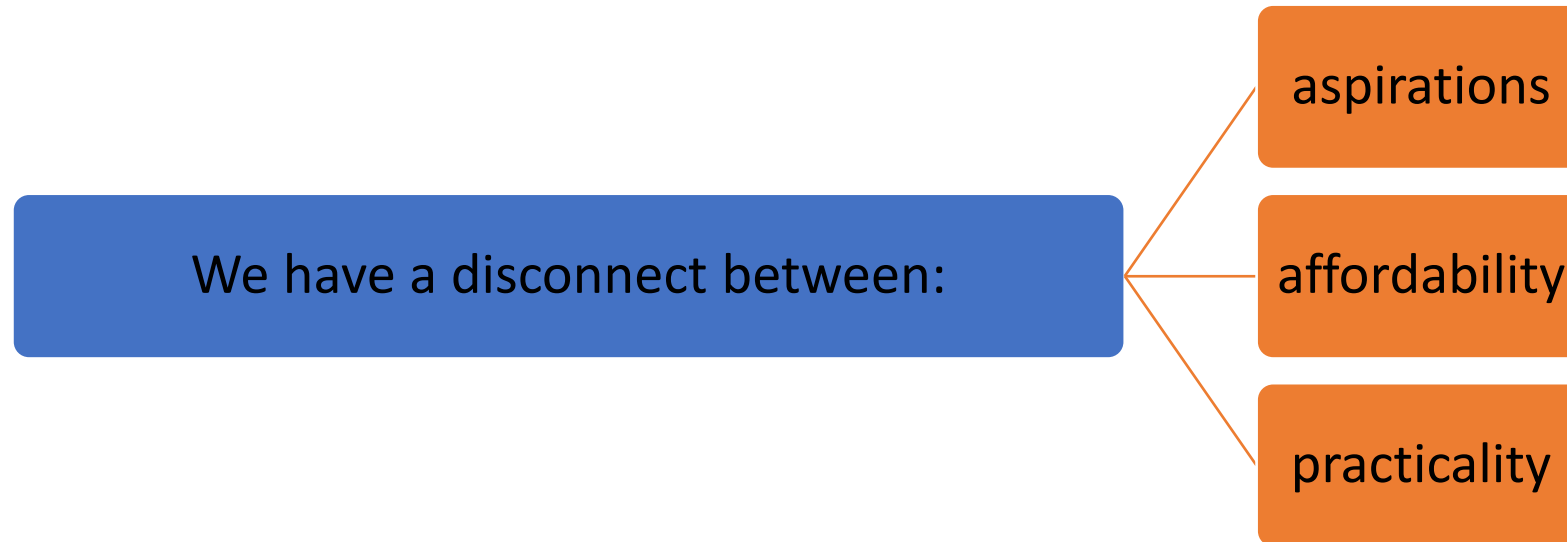 We have a disconnect between:
aspirations
affordability
practicality